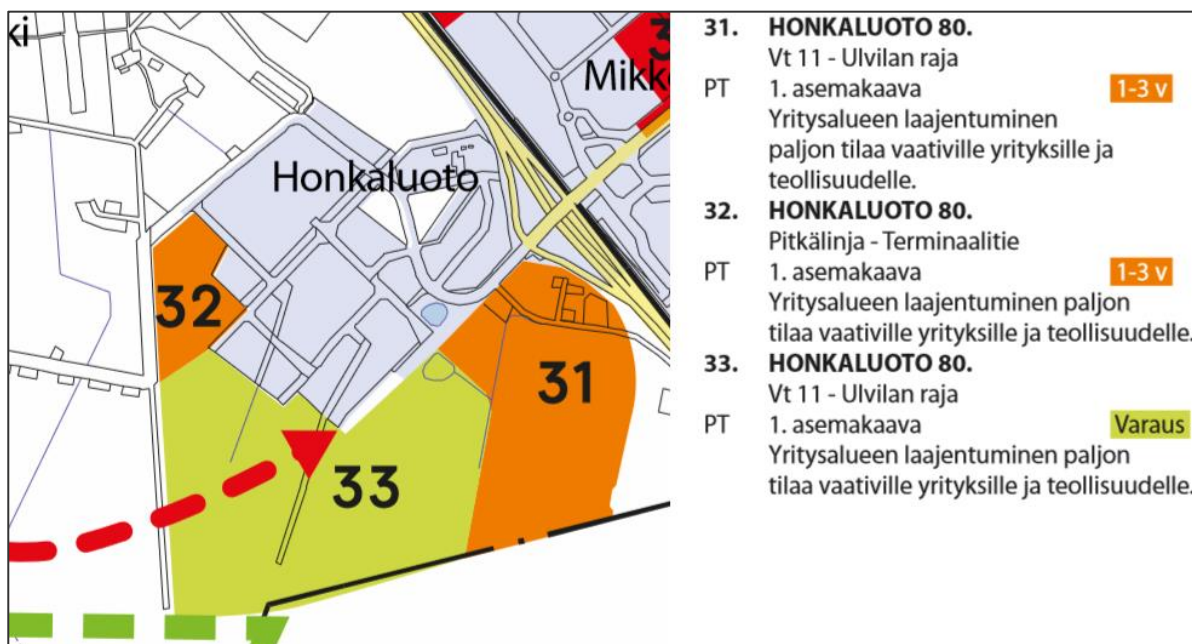 ki
3
Mikk
Honkaluoto
32
31
33
31. HONKALUOTO 80.
Vt 11 - Ulvilan raja
PT 1. asemakaava 1-3 v
Yritysalueen laajentuminen
paljon tilaa vaativille yrityksille ja
teollisuudelle.
32. HONKALUOTO 80.
Pitkälinja - Terminaalitie
PT 1. asemakaava 1-3 v
Yritysalueen laajentuminen paljon
tilaa vaativille yrityksille ja teollisuudelle.
33. HONKALUOTO 80.
Vt 11 - Ulvilan raja
PT 1. asemakaava Varaus
Yritysalueen laajentuminen paljon
tilaa vaativille yrityksille ja teollisuudelle.